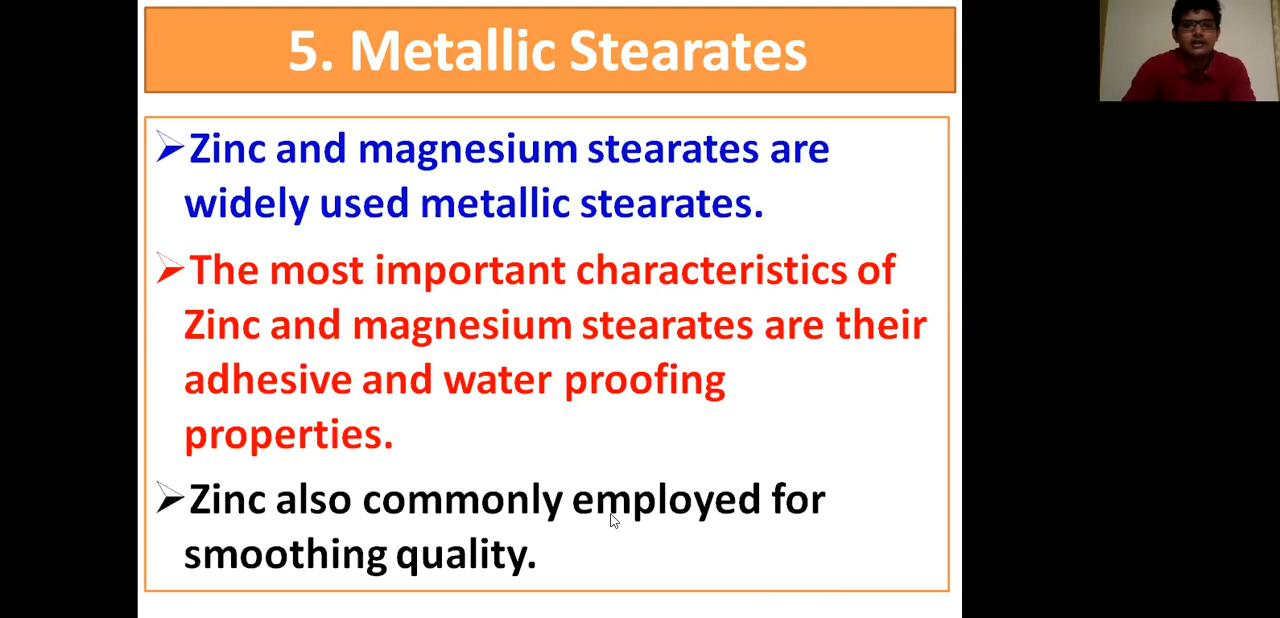 5. Metallic Stearates
Zinc and magnesium stearates are
widely used metallic stearates.
The most important characteristics of
Zinc and magnesium stearates are their
adhesive and water proofing
properties.
Zinc also commonly employed for
smoothing quality.